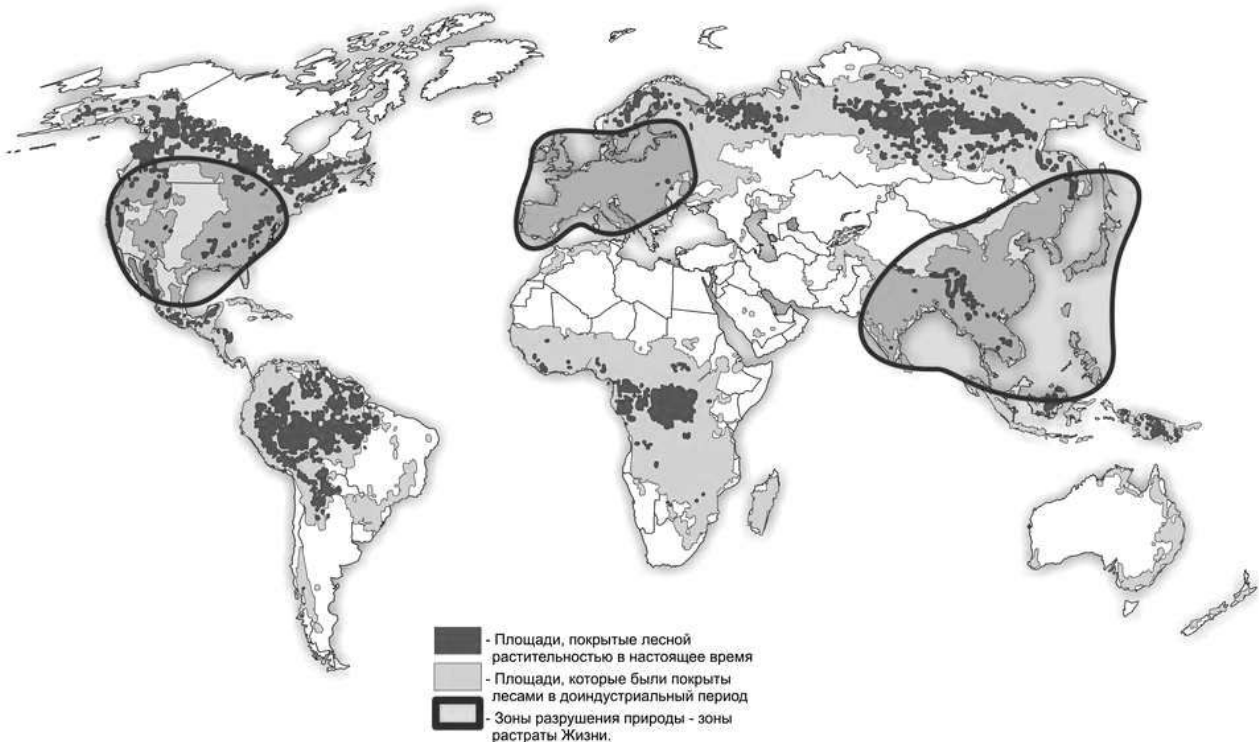 - Площади, покрытые лесной
растительностью в настоящее время
- Площади, которые были покрыты
лесами в доиндустриальный период
- Зоны разрушения природы - зоны
растраты Жизни.